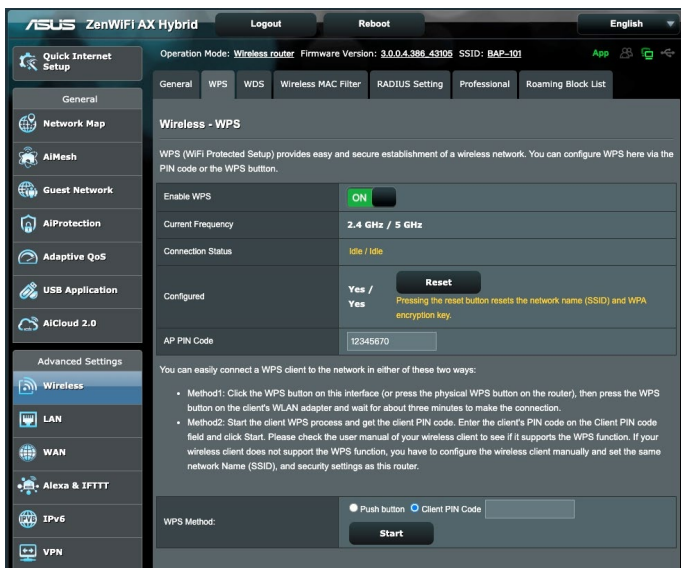 ASUS ZenWiFi AX Hybrid Logout Reboot English
Quick Internet Setup
Operation Mode: Wireless router Firmware Version: 3.0.0.4.386_43105 SSID: BAP-101 App
General WPS WDS Wireless MAC Filter RADIUS Setting Professional Roaming Block List
General
Network Map
AiMesh
Guest Network
AiProtection
Adaptive QoS
USB Application
AiCloud 2.0
Advanced Settings
Wireless
LAN
WAN
Alexa & IFTTT
IPv6
VPN
Wireless - WPS
WPS (WiFi Protected Setup) provides easy and secure establishment of a wireless network. You can configure WPS here via the
PIN code or the WPS buttton.
Enable WPS ON
Current Frequency 2.4 GHz / 5 GHz
Connection Status Idle / Idle
Configured Yes / Yes Reset
Pressing the reset button resets the network name (SSID) and WPA
encryption key.
AP PIN Code 12345670
You can easily connect a WPS client to the network in either of these two ways:
• Method1: Click the WPS button on this interface (or press the physical WPS button on the router), then press the WPS
button on the client's WLAN adapter and wait for about three minutes to make the connection.
• Method2: Start the client WPS process and get the client PIN code. Enter the client's PIN code on the Client PIN code
field and click Start. Please check the user manual of your wireless client to see if it supports the WPS function. If your
wireless client does not support the WPS function, you have to configure the wireless client manually and set the same
network Name (SSID), and security settings as this router.
WPS Method: Push button Client PIN Code
Start